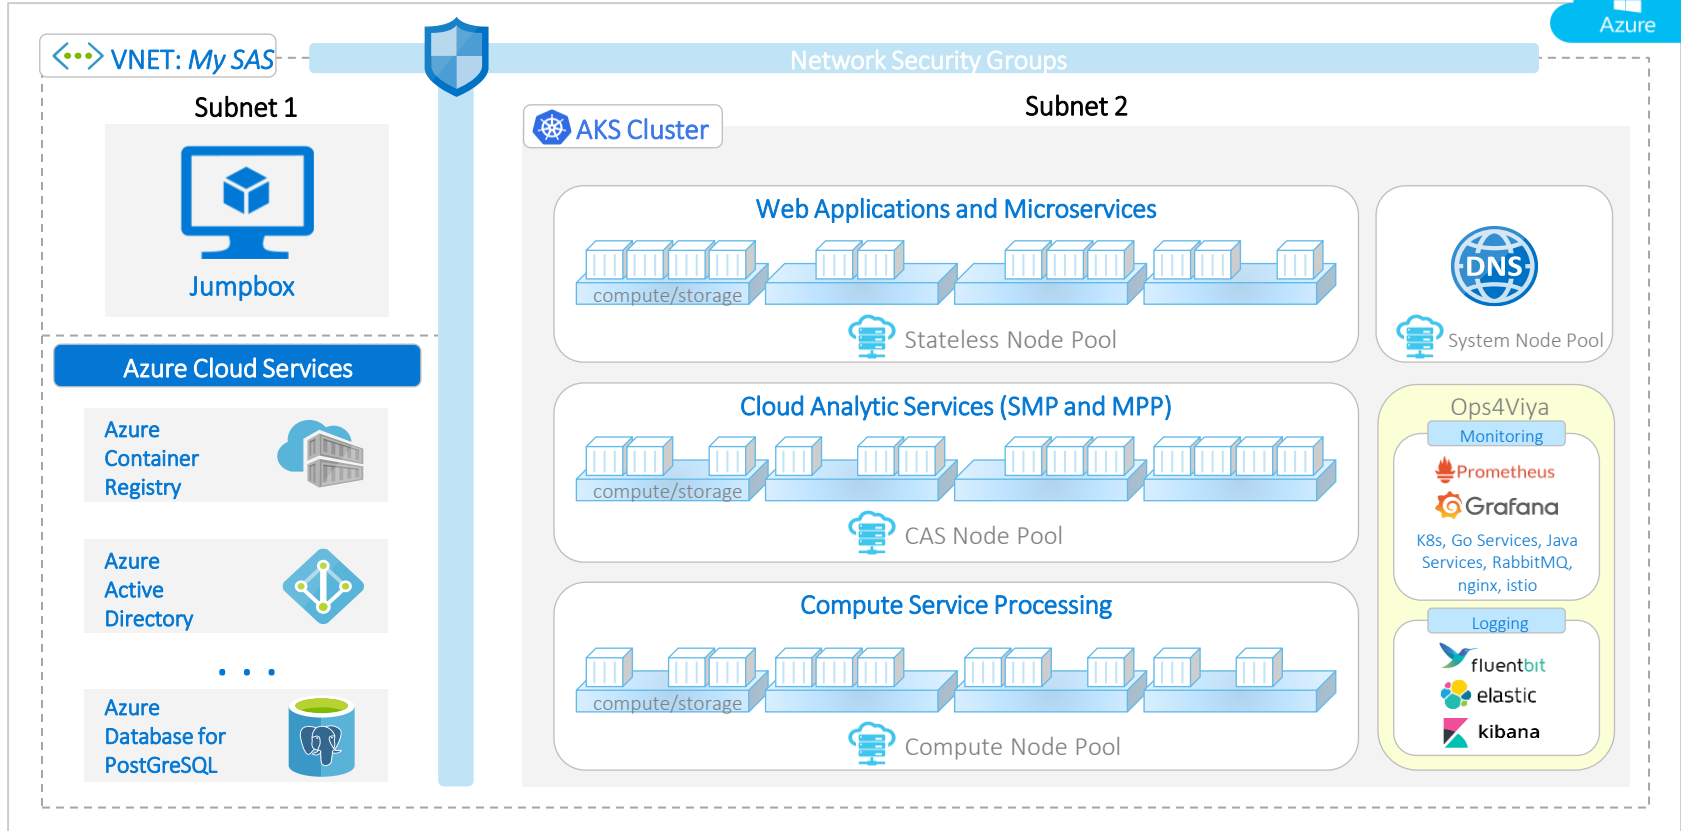 Azure
VNET: My SAS
Network Security Groups
Subnet 1
Jumpbox
Azure Cloud Services
Azure
Container
Registry
Azure
Active
Directory
. . .
Azure
Database for
PostGreSQL
Subnet 2
AKS Cluster
Web Applications and Microservices
compute/storage
Stateless Node Pool
DNS
System Node Pool
Cloud Analytic Services (SMP and MPP)
compute/storage
CAS Node Pool
Compute Service Processing
compute/storage
Compute Node Pool
Ops4Viya
Monitoring
Prometheus
Grafana
K8s, Go Services, Java
Services, RabbitMQ,
nginx, istio
Logging
fluentbit
elastic
kibana